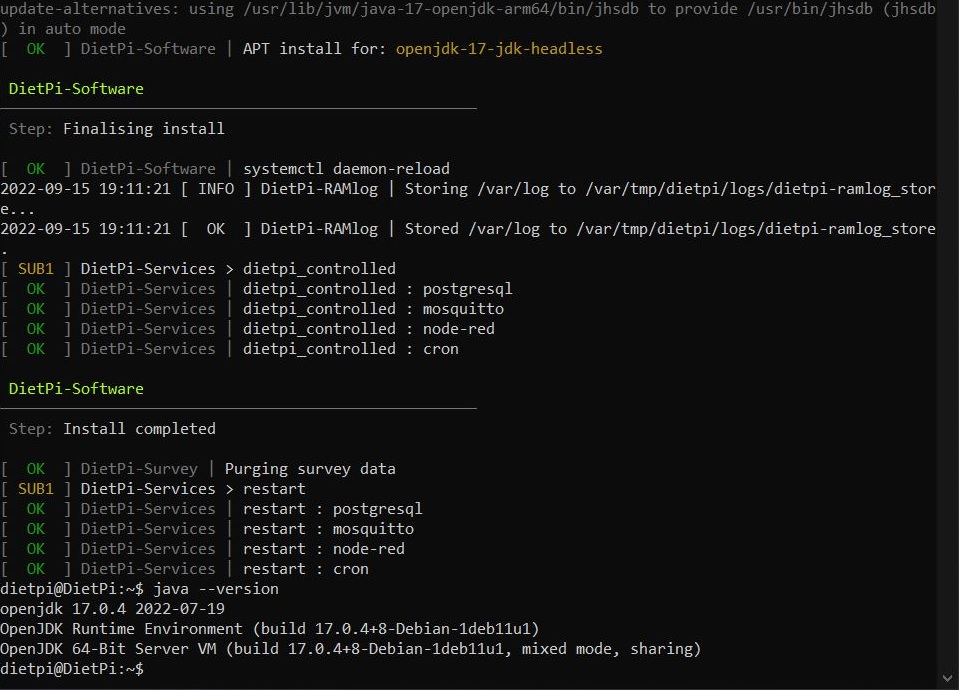 update-alternatives: using /usr/lib/jvm/java-17-openjdk-arm64/bin/jhsdb to provide /usr/bin/jhsdb (jhsdb
) in auto mode
[  OK  ] DietPi-Software | APT install for: openjdk-17-jdk-headless
DietPi-Software
Step: Finalising install
[  OK  ] DietPi-Software | systemctl daemon-reload
2022-09-15 19:11:21 [ INFO ] DietPi-RAMlog | Storing /var/log to /var/tmp/dietpi/logs/dietpi-ramlog_stor
e...
2022-09-15 19:11:21 [  OK  ] DietPi-RAMlog | Stored /var/log to /var/tmp/dietpi/logs/dietpi-ramlog_store
.
[ SUB1 ] DietPi-Services > dietpi_controlled
[  OK  ] DietPi-Services | dietpi_controlled : postgresql
[  OK  ] DietPi-Services | dietpi_controlled : mosquitto
[  OK  ] DietPi-Services | dietpi_controlled : node-red
[  OK  ] DietPi-Services | dietpi_controlled : cron
DietPi-Software
Step: Install completed
[  OK  ] DietPi-Survey | Purging survey data
[ SUB1 ] DietPi-Services > restart
[  OK  ] DietPi-Services | restart : postgresql
[  OK  ] DietPi-Services | restart : mosquitto
[  OK  ] DietPi-Services | restart : node-red
[  OK  ] DietPi-Services | restart : cron
dietpi@DietPi:~$ java --version
openjdk 17.0.4 2022-07-19
OpenJDK Runtime Environment (build 17.0.4+8-Debian-1deb11u1)
OpenJDK 64-Bit Server VM (build 17.0.4+8-Debian-1deb11u1, mixed mode, sharing)
dietpi@DietPi:~$